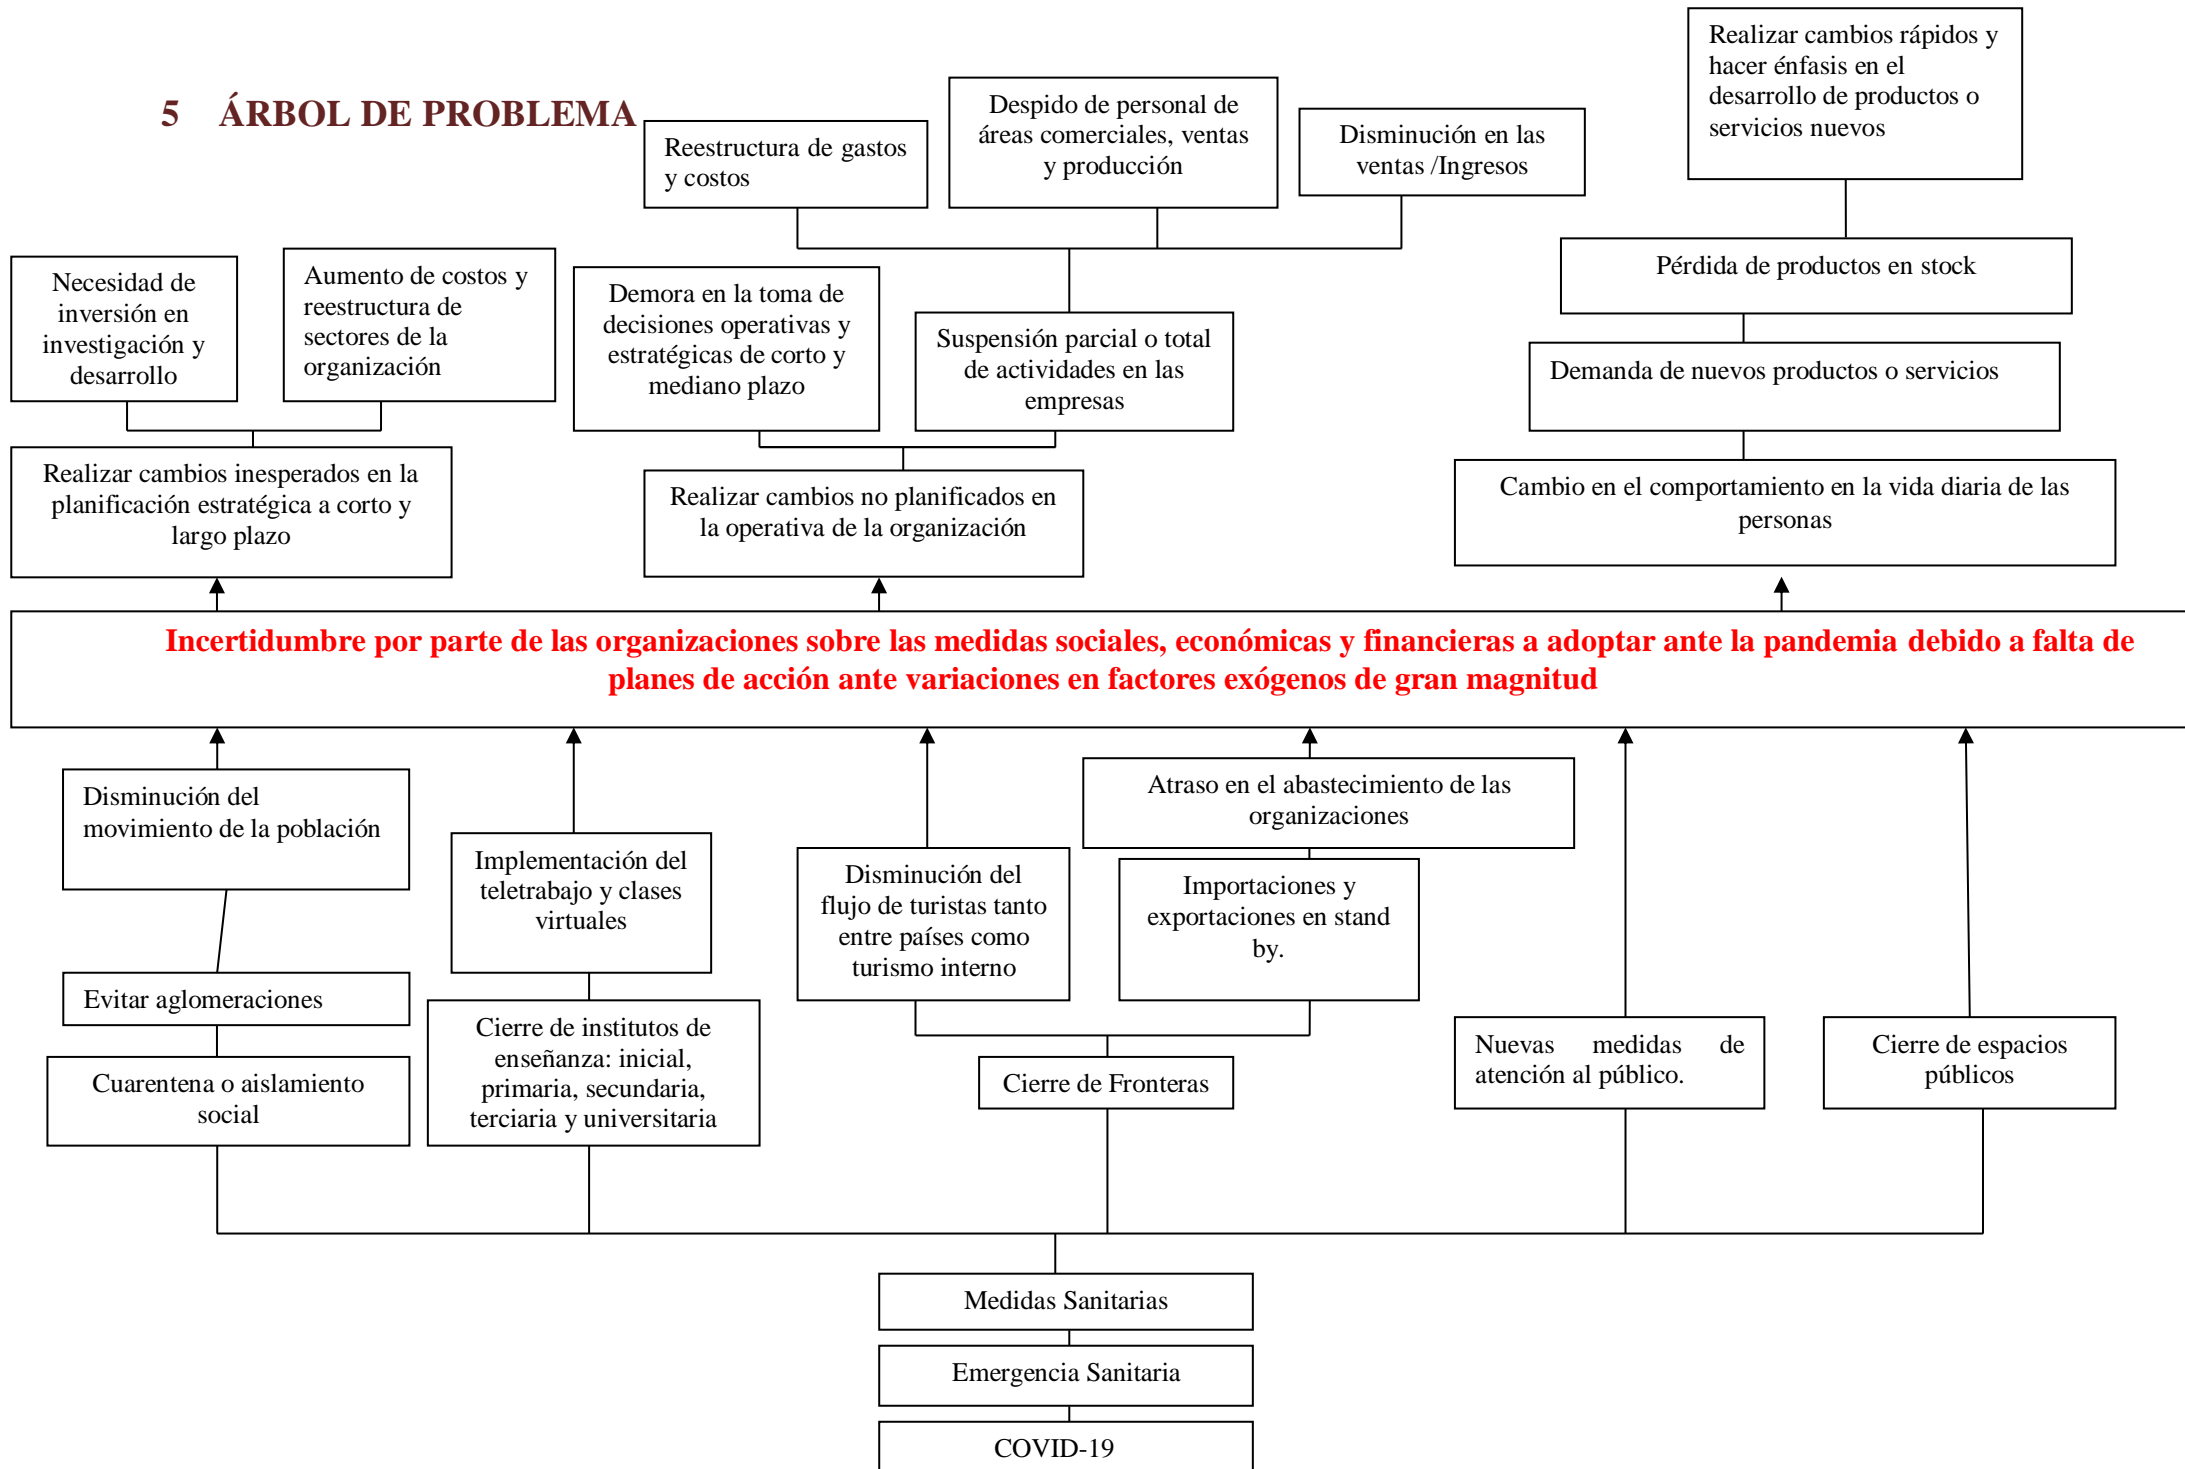 5 ÁRBOL DE PROBLEMA
Realizar cambios rápidos y
hacer énfasis en el
desarrollo de productos o
servicios nuevos
Reestructura de gastos
y costos
Despido de personal de
áreas comerciales, ventas
y producción
Disminución en las
ventas /Ingresos
Necesidad de
inversión en
investigación y
desarrollo
Aumento de costos y
reestructura de
sectores de la
organización
Demora en la toma de
decisiones operativas y
estratégicas de corto y
mediano plazo
Suspensión parcial o total
de actividades en las
empresas
Pérdida de productos en stock
Demanda de nuevos productos o servicios
Realizar cambios inesperados en la
planificación estratégica a corto y
largo plazo
Realizar cambios no planificados en
la operativa de la organización
Cambio en el comportamiento en la vida diaria de las
personas
Incertidumbre por parte de las organizaciones sobre las medidas sociales, económicas y financieras a adoptar ante la pandemia debido a falta de
planes de acción ante variaciones en factores exógenos de gran magnitud
Disminución del
movimiento de la población
Implementación del
teletrabajo y clases
virtuales
Disminución del
flujo de turistas tanto
entre países como
turismo interno
Atraso en el abastecimiento de las
organizaciones
Importaciones y
exportaciones en stand
by.
Evitar aglomeraciones
Cuarentena o aislamiento
social
Cierre de institutos de
enseñanza: inicial,
primaria, secundaria,
terciaria y universitaria
Cierre de Fronteras
Nuevas medidas de
atención al público.
Cierre de espacios
públicos
Medidas Sanitarias
Emergencia Sanitaria
COVID-19